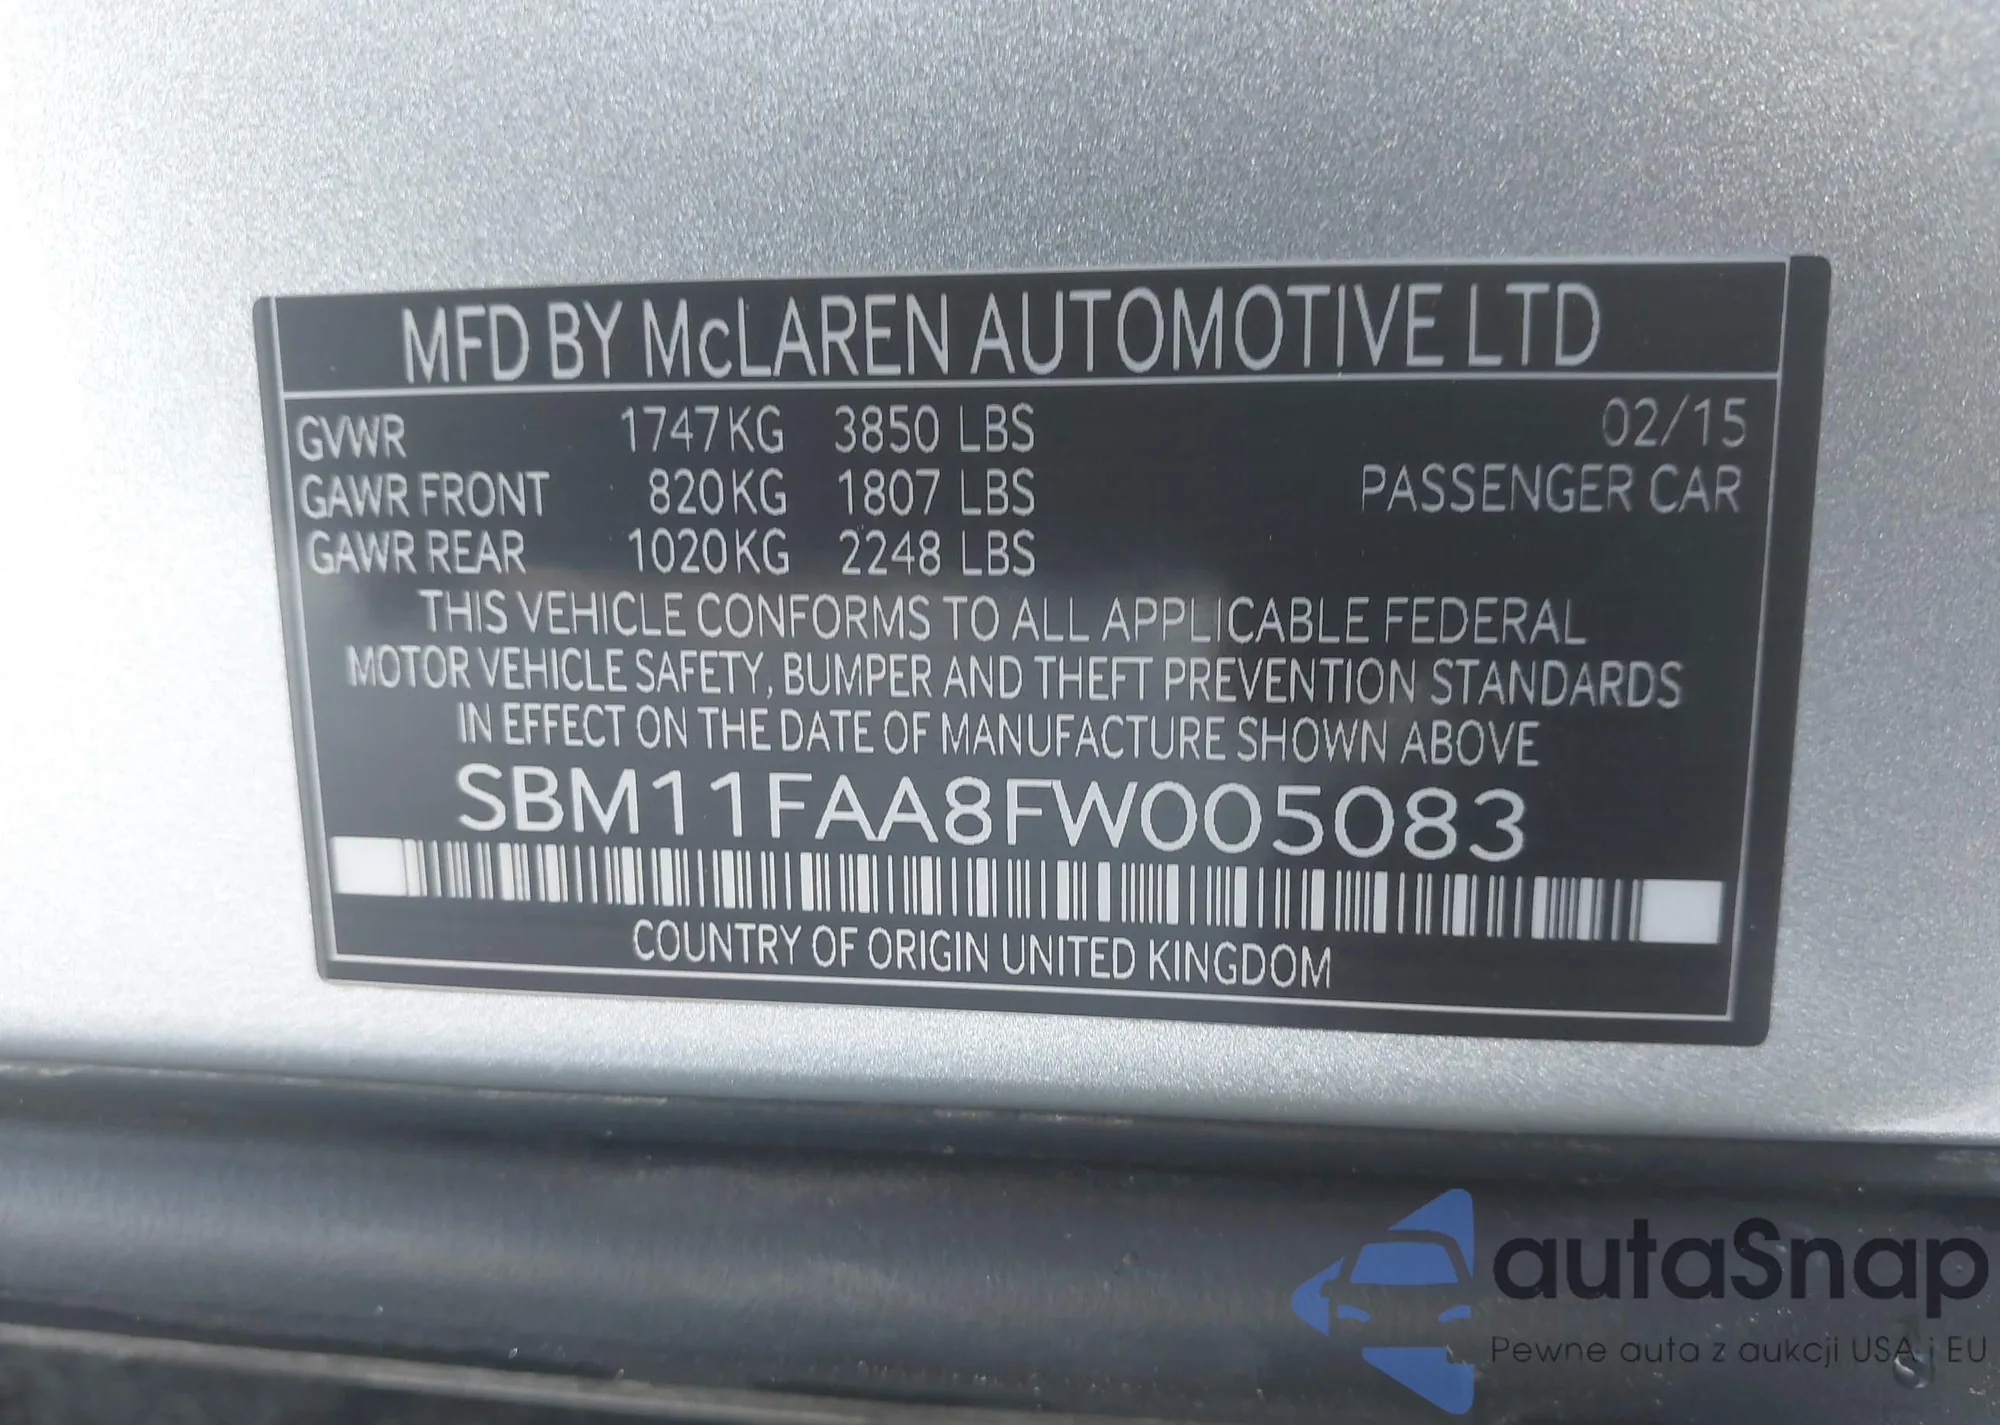 MFD BY McLAREN AUTOMOTIVE LTD
GVWR 1747KG 3850 LBS 02/15
GAWR FRONT 820KG 1807 LBS PASSENGER CAR
GAWR REAR 1020KG 2248 LBS
THIS VEHICLE CONFORMS TO ALL APPLICABLE FEDERAL
MOTOR VEHICLE SAFETY, BUMPER AND THEFT PREVENTION STANDARDS
IN EFFECT ON THE DATE OF MANUFACTURE SHOWN ABOVE
SBM11FAA8FW005083
COUNTRY OF ORIGIN UNITED KINGDOM
autaSnap
Pewne auta z aukcji USA i EU